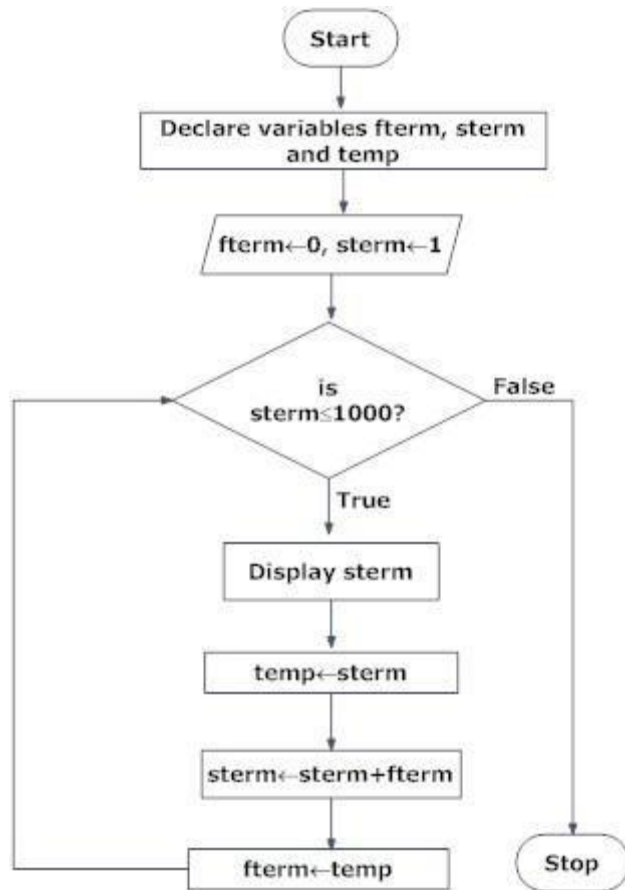 Start
Declare variables fterm, sterm
and temp
fterm←0, sterm←1
is
sterm≤1000?
False
True
Display sterm
temp←sterm
sterm←sterm+fterm
fterm←temp
Stop